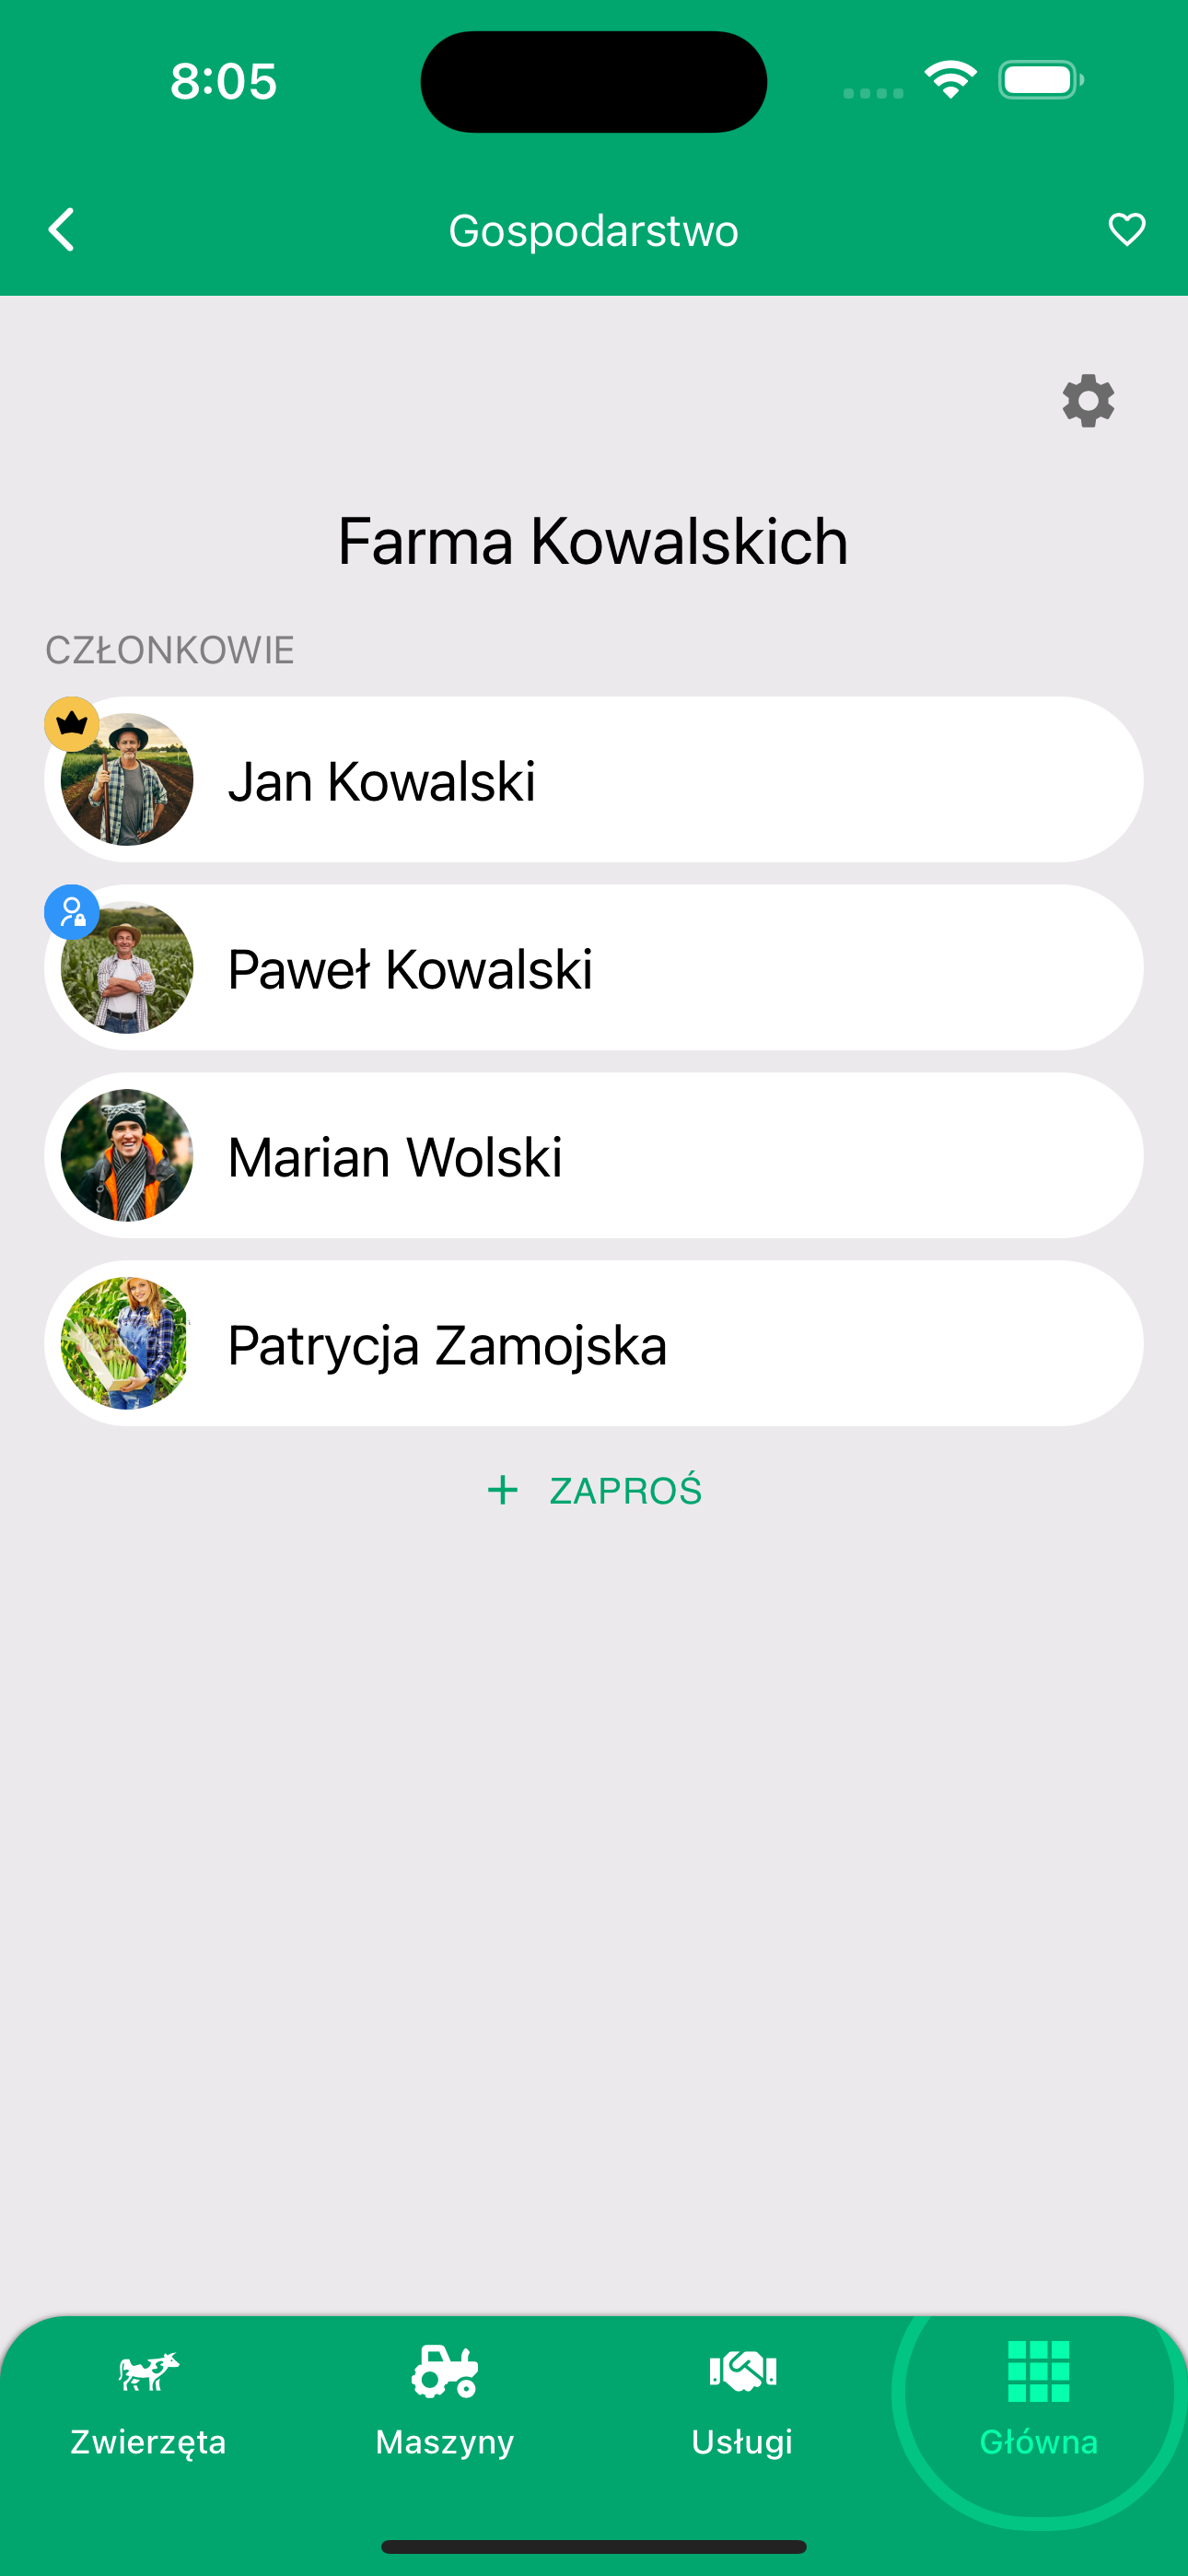 8:05
Gospodarstwo
Farma Kowalskich
CZŁONKOWIE
Jan Kowalski
Paweł Kowalski
Marian Wolski
Patrycja Zamojska
+ ZAPROŚ
Zwierzęta
Maszyny
Usługi
Główna